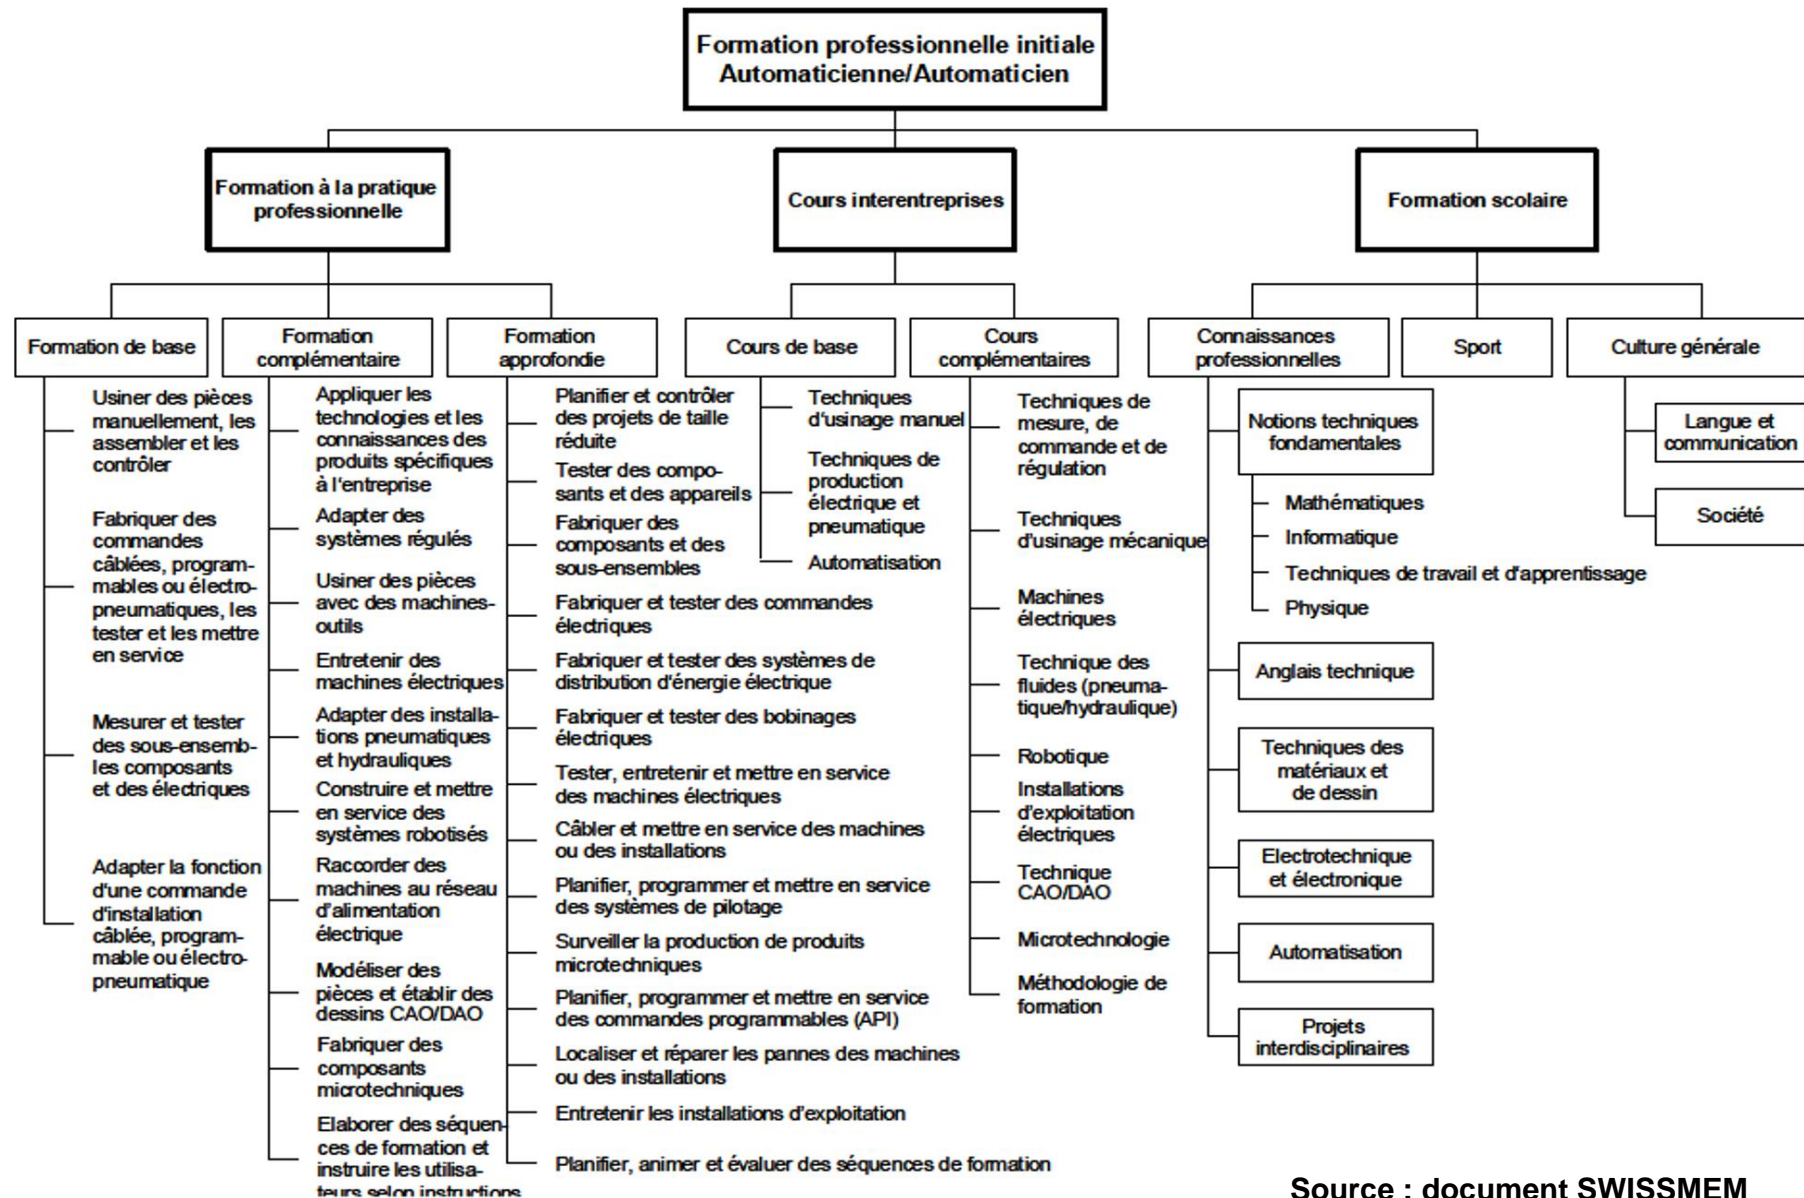 Formation professionnelle initiale
Automaticienne/Automaticien
Formation à la pratique
professionnelle
Cours interentreprises
Formation scolaire
Formation de base
Formation
complémentaire
Formation
approfondie
Cours de base
Cours
complémentaires
Connaissances
professionnelles
Sport
Culture générale
Usiner des pièces
manuellement, les
assembler et les
contrôler
Fabriquer des
commandes
câblées, program-
mables ou électro-
pneumatiques, les
tester et les mettre
en service
Mesurer et tester
des sous-ensemb-
les composants
et des électriques
Adapter la fonction
d'une commande
d'installation
câblée, program-
mable ou électro-
pneumatique
Appliquer les
technologies et les
connaissances des
produits spécifiques
à l'entreprise
Adapter des
systèmes régulés
Usiner des pièces
avec des machines-
outils
Entretenir des
machines électriques
Adapter des installa-
tions pneumatiques
et hydrauliques
Construire et mettre
en service des
systèmes robotisés
Raccorder des
machines au réseau
d'alimentation
électrique
Modéliser des
pièces et établir des
dessins CAO/DAO
Fabriquer des
composants
microtechniques
Elaborer des séquen-
ces de formation et
instruire les utilisa-
teurs selon instructions
Planifier et contrôler
des projets de taille
réduite
Tester des compo-
sants et des appareils
Fabriquer des
composants et des
sous-ensembles
Fabriquer et tester des commandes
électriques
Fabriquer et tester des systèmes de
distribution d'énergie électrique
Fabriquer et tester des bobinages
électriques
Tester, entretenir et mettre en service
des machines électriques
Câbler et mettre en service des machines
ou des installations
Planifier, programmer et mettre en service
des systèmes de pilotage
Surveiller la production de produits
microtechniques
Planifier, programmer et mettre en service
des commandes programmables (API)
Localiser et réparer les pannes des machines
ou des installations
Entretenir les installations d'exploitation
Planifier, animer et évaluer des séquences de formation
Techniques
d'usinage manuel
Techniques de
production
électrique et
pneumatique
Automatisation
Techniques de
mesure, de
commande et de
régulation
Techniques
d'usinage mécanique
Machines
électriques
Technique des
fluides (pneuma-
tique/hydraulique)
Robotique
Installations
d'exploitation
électriques
Technique
CAO/DAO
Microtechnologie
Méthodologie de
formation
Notions techniques
fondamentales
Mathématiques
Informatique
Techniques de travail et d'apprentissage
Physique
Anglais technique
Techniques des
matériaux et
de dessin
Electrotechnique
et électronique
Automatisation
Projets
interdisciplinaires
Langue et
communication
Société
Source : document SWISSMEM